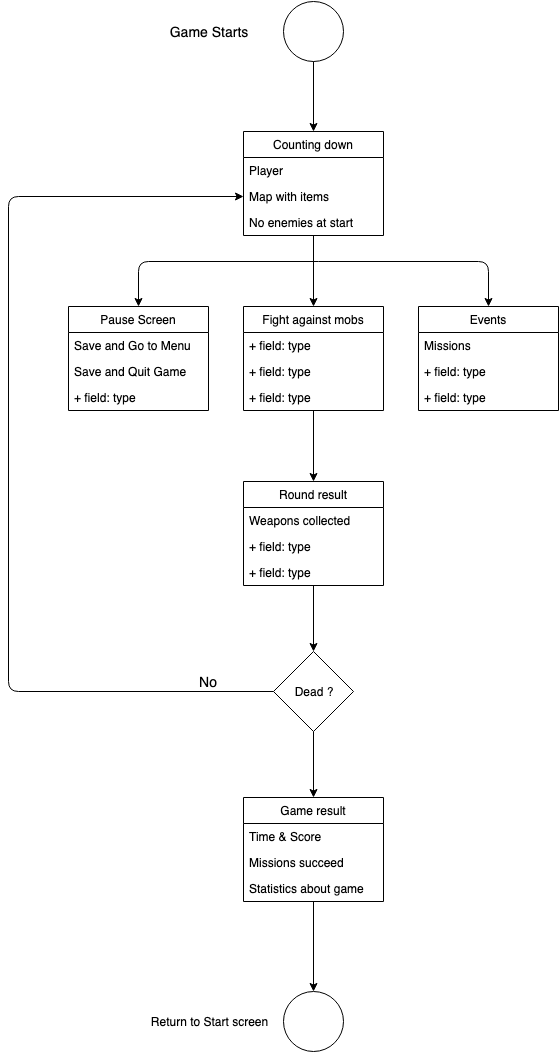 Game Starts
Counting down
Player
Map with items
No enemies at start
Pause Screen
Save and Go to Menu
Save and Quit Game
+ field: type
Fight against mobs
+ field: type
+ field: type
+ field: type
Events
Missions
+ field: type
+ field: type
Round result
Weapons collected
+ field: type
+ field: type
No
Dead ?
Game result
Time & Score
Missions succeed
Statistics about game
Return to Start screen